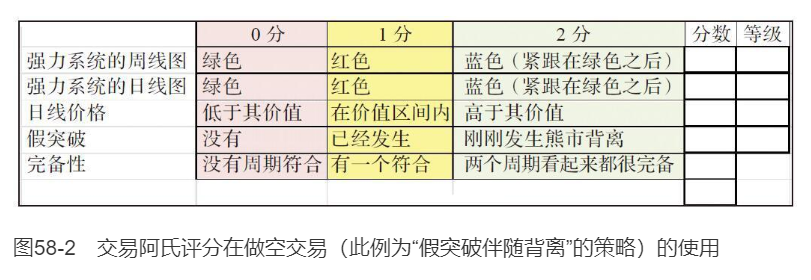 0分 1分 2分 分数 等级
强力系统的周线图 绿色 红色 蓝色（紧跟在绿色之后）
强力系统的日线图 绿色 红色 蓝色（紧跟在绿色之后）
日线价格 低于其价值 在价值区间内 高于其价值
假突破 没有 已经发生 刚刚发生熊市背离
完备性 没有周期符合 有一个符合 两个周期看起来都很完备
图58-2 交易阿氏评分在做空交易（此例为“假突破伴随背离”的策略）的使用